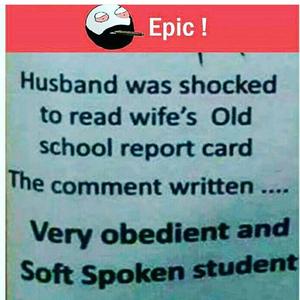 Epic !
Husband was shocked
to read wife's Old
school report card
The comment written ....
Very obedient and
Soft Spoken student